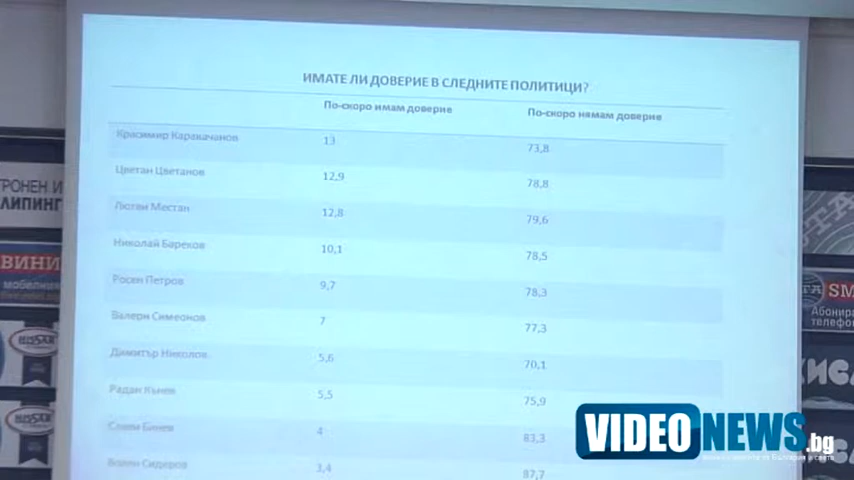 ИМАТЕ ЛИ ДОВЕРИЕ В СЛЕДНИТЕ ПОЛИТИЦИ?
По-скоро имам доверие По-скоро нямам доверие
Красимир Каракачанов 13 73,8
Цветан Цветанов 12,9 78,8
Лютви Местан 12,8 79,6
Николай Бареков 10,1 78,5
Росен Петров 9,7 78,3
Валери Симеонов 7 77,3
Димитър Николов 5,6 70,1
Радан Кънев 5,5 75,9
Слави Бинев 4 83,3
Волен Сидеров 3,4 87,7
ТРОНЕН И
ЛИПИНГ
ВИНИ
мобелни
SM
Абонира
телефо
VIDEONEWS.bg